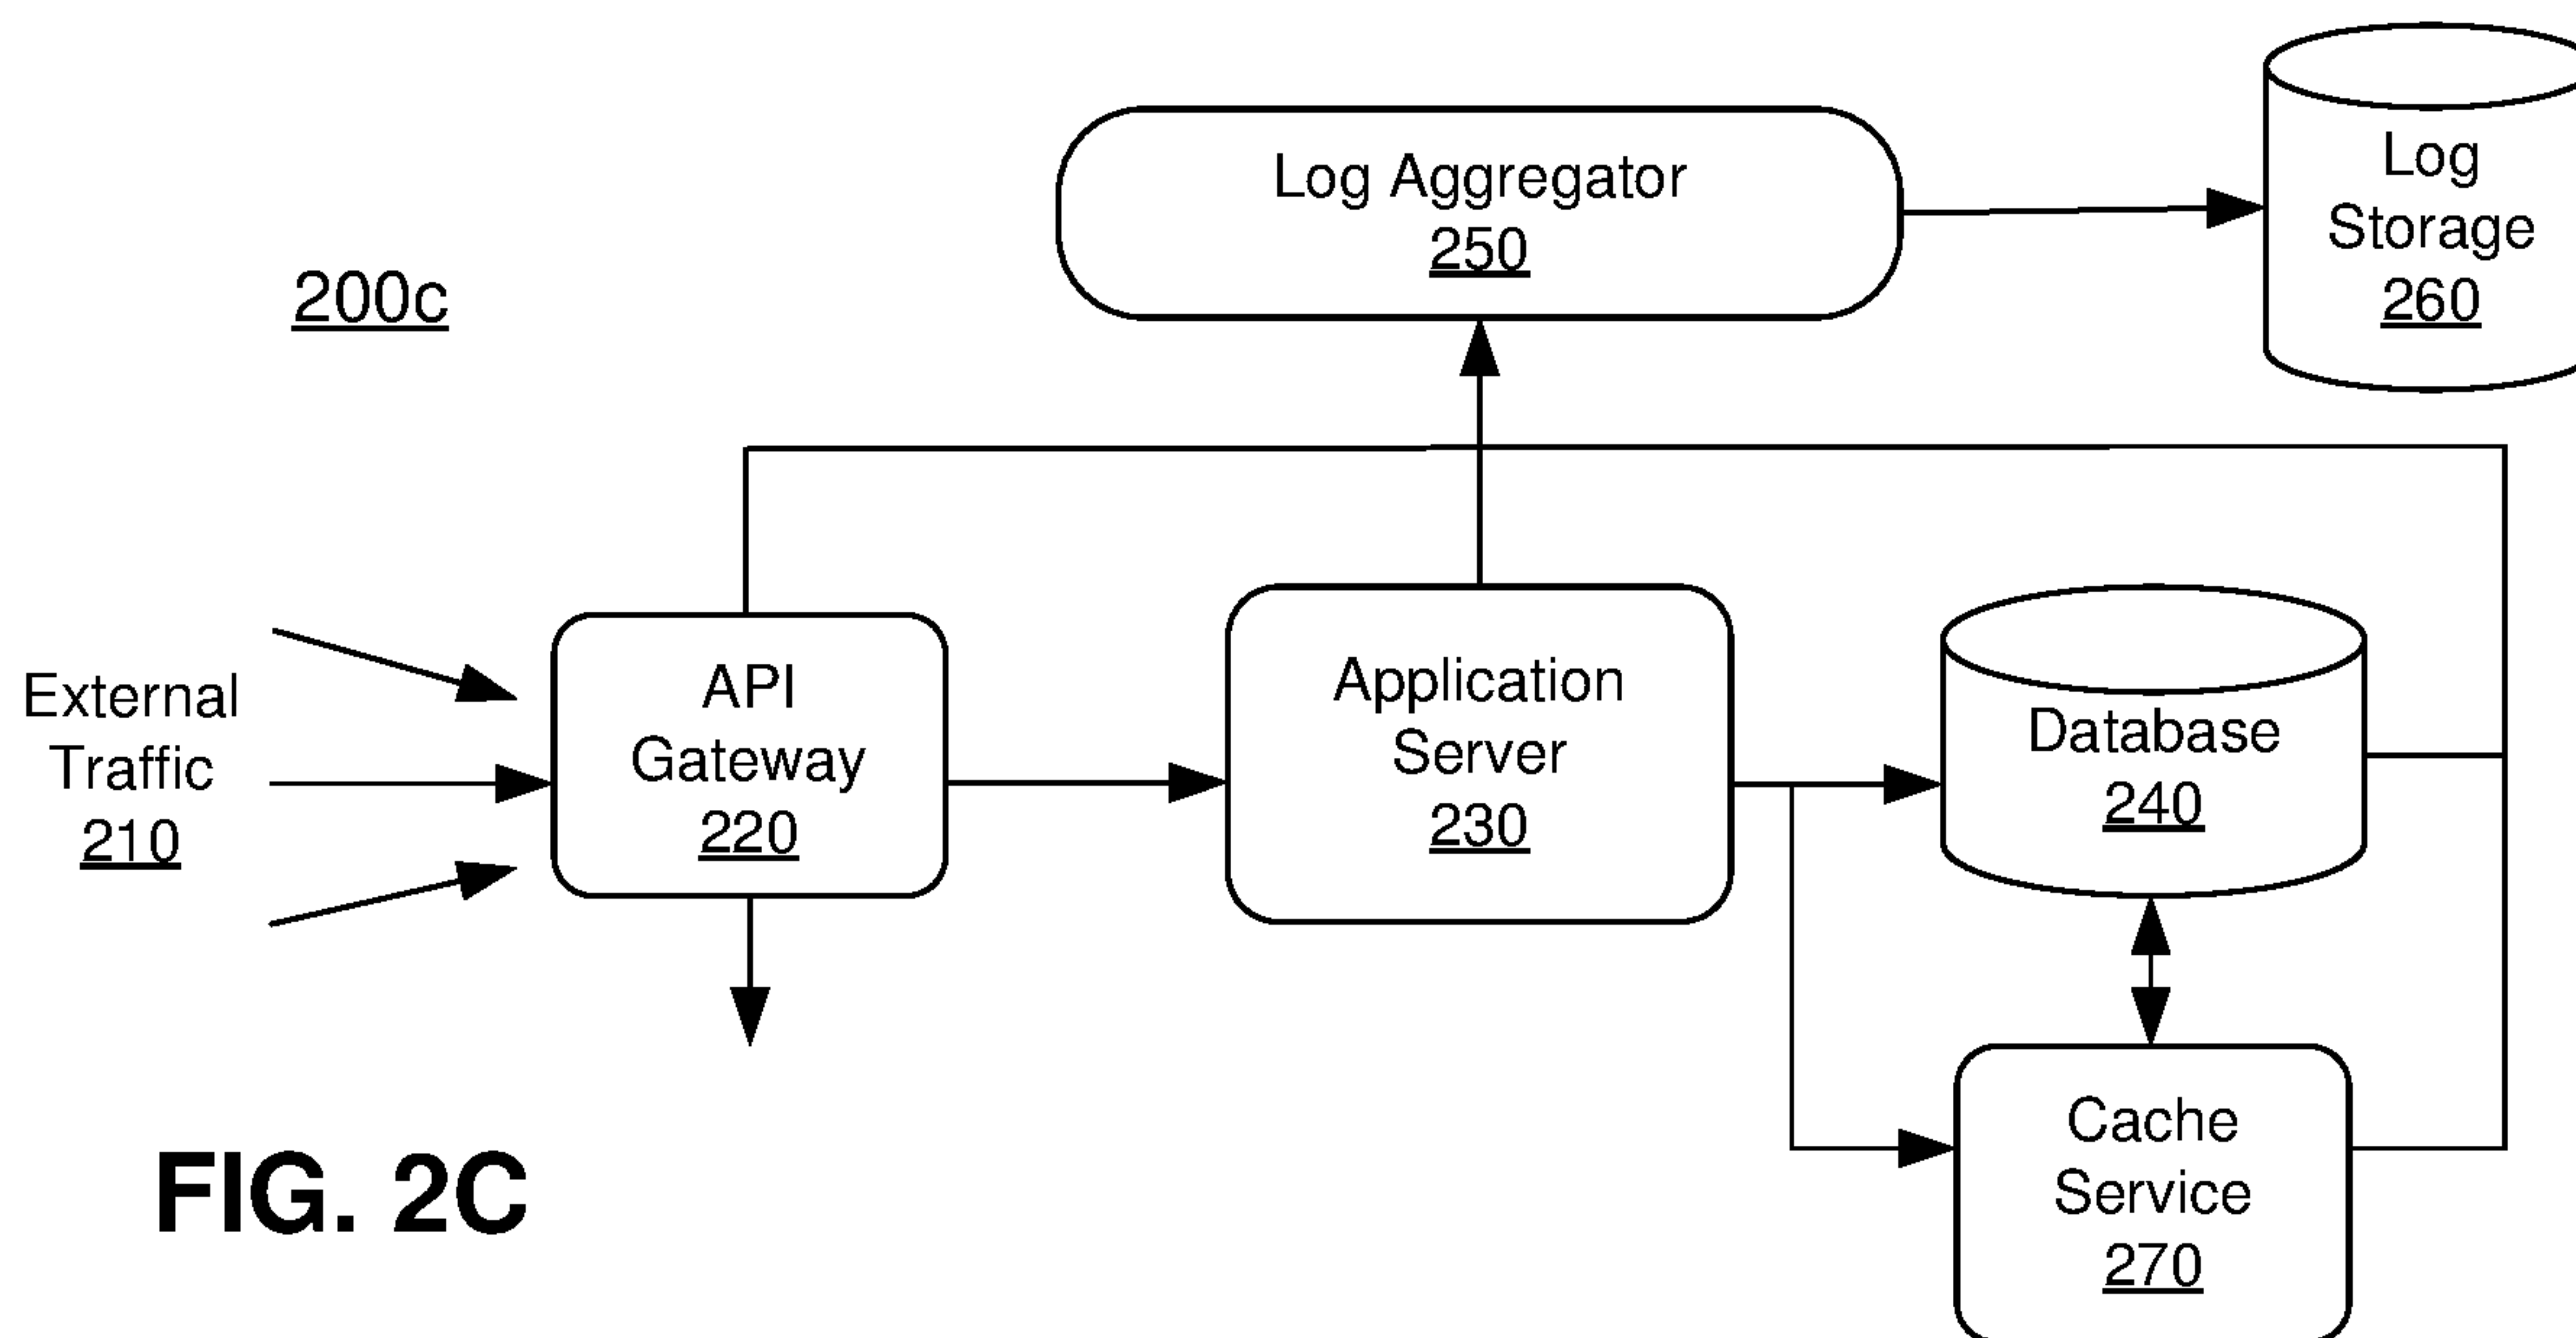 Log Aggregator
250
Log
Storage
260
200c
External
Traffic
210
API
Gateway
220
Application
Server
230
Database
240
Cache
Service
270
FIG. 2C